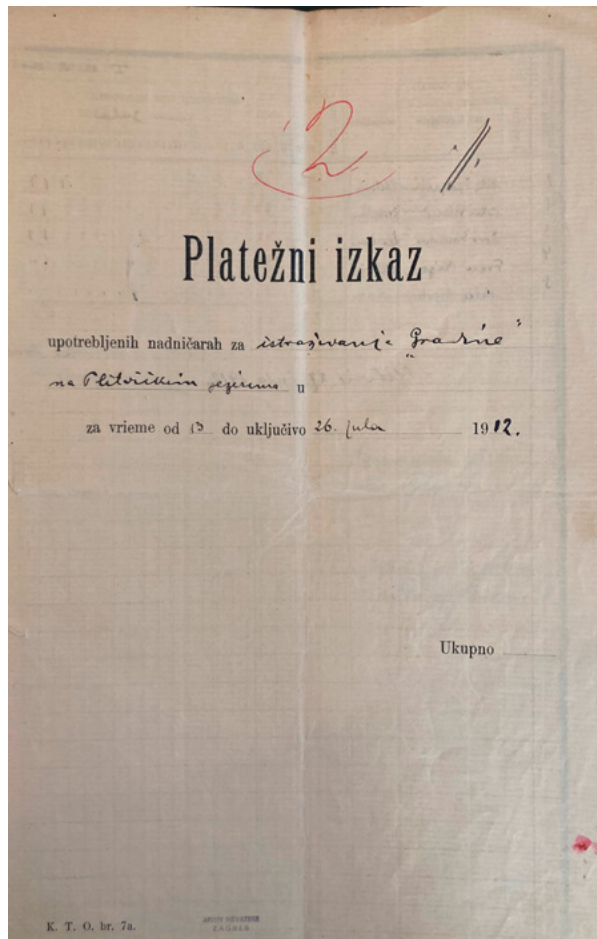 2
Platežni izkaz
upotrebljenih nadničarah za istraživanje „Gradine"
na Plitvičkim jezerima u
za vrieme od 13 do uključivo 26. jula 1912.
Ukupno
K. T. O. br. 7a.
ZAGREB